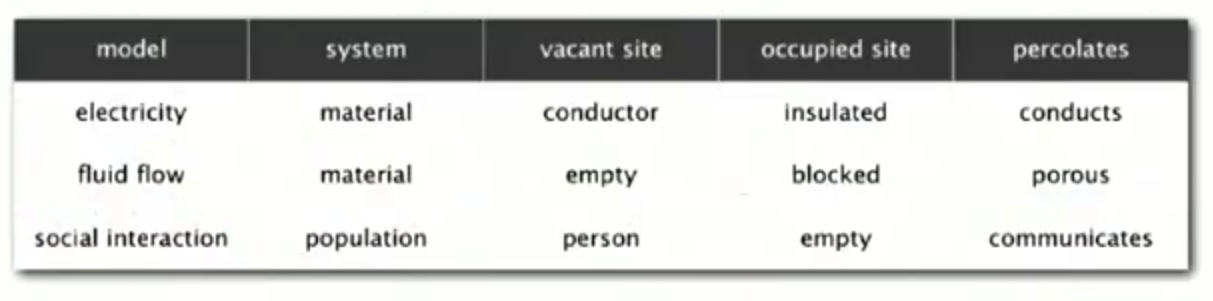 model system vacant site occupied site percolates
electricity material conductor insulated conducts
fluid flow material empty blocked porous
social interaction population person empty communicates